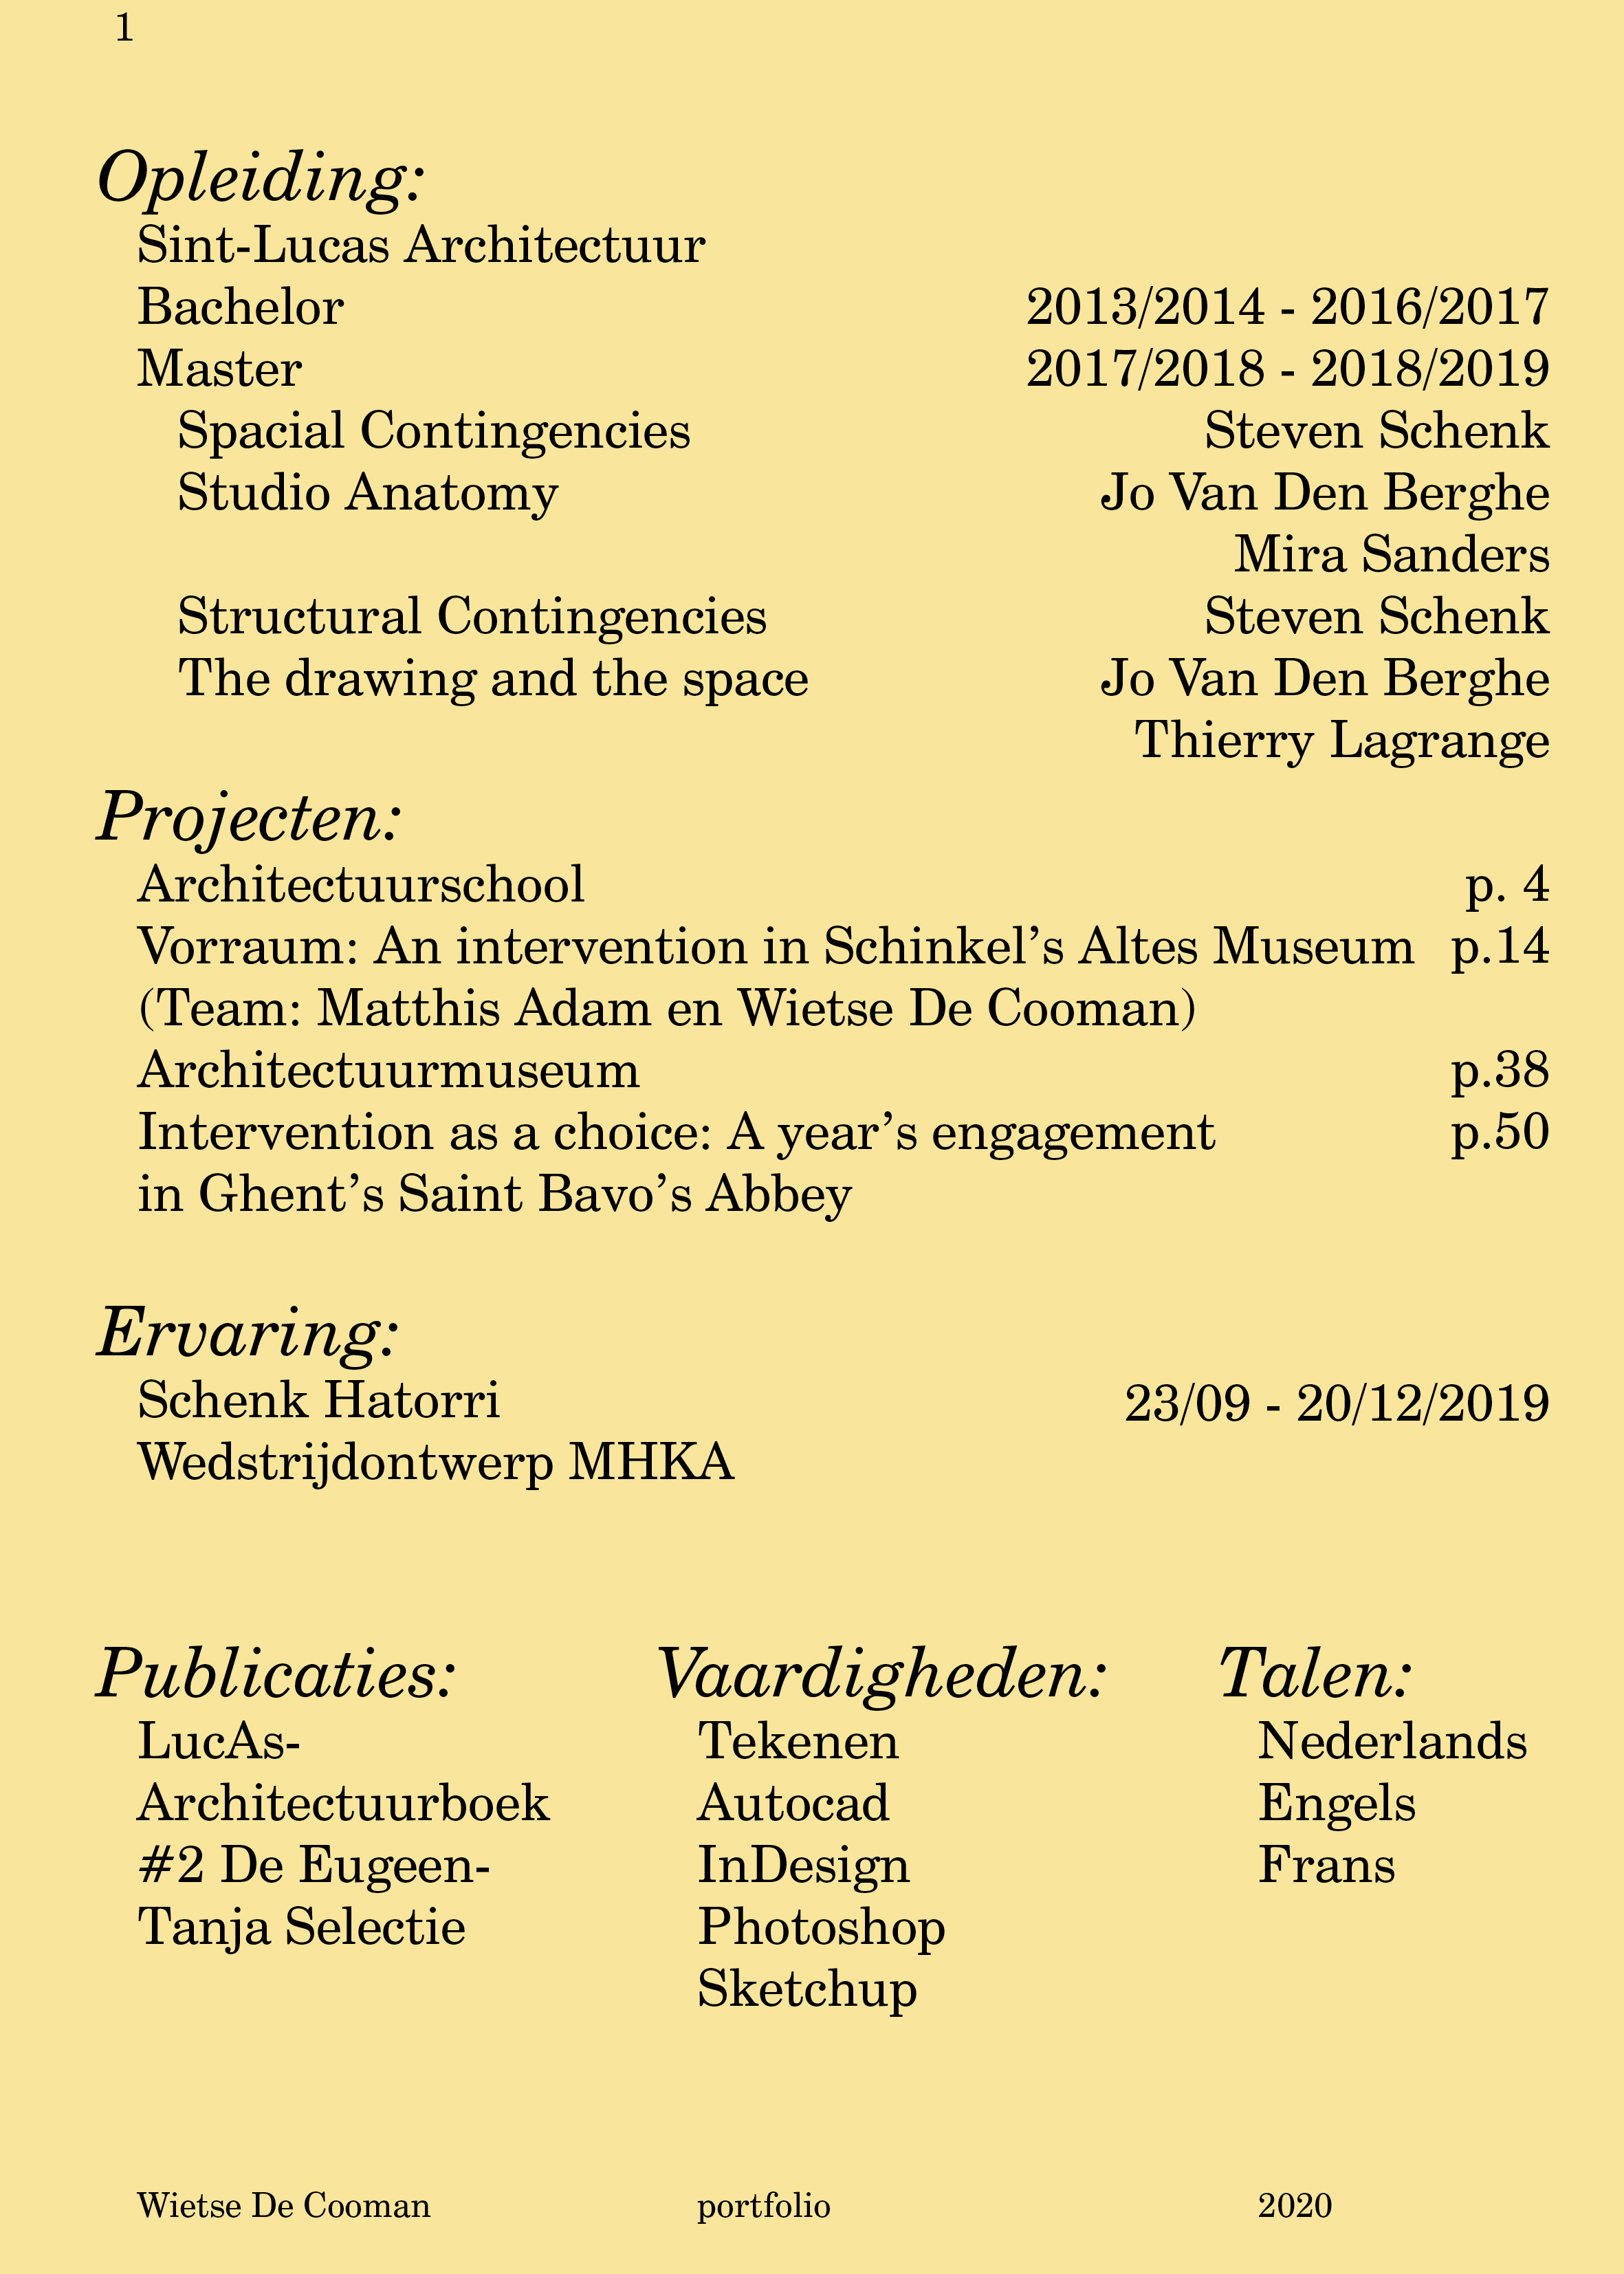 1
Opleiding:
Sint-Lucas Architectuur
Bachelor 2013/2014 - 2016/2017
Master 2017/2018 - 2018/2019
Spacial Contingencies Steven Schenk
Studio Anatomy Jo Van Den Berghe
Mira Sanders
Structural Contingencies Steven Schenk
The drawing and the space Jo Van Den Berghe
Thierry Lagrange
Projecten:
Architectuurschool p. 4
Vorraum: An intervention in Schinkel’s Altes Museum p.14
(Team: Matthis Adam en Wietse De Cooman)
Architectuurmuseum p.38
Intervention as a choice: A year’s engagement p.50
in Ghent’s Saint Bavo’s Abbey
Ervaring:
Schenk Hatorri 23/09 - 20/12/2019
Wedstrijdontwerp MHKA
Publicaties:
LucAs-
Architectuurboek
#2 De Eugeen-
Tanja Selectie
Vaardigheden:
Tekenen
Autocad
InDesign
Photoshop
Sketchup
Talen:
Nederlands
Engels
Frans
Wietse De Cooman portfolio 2020